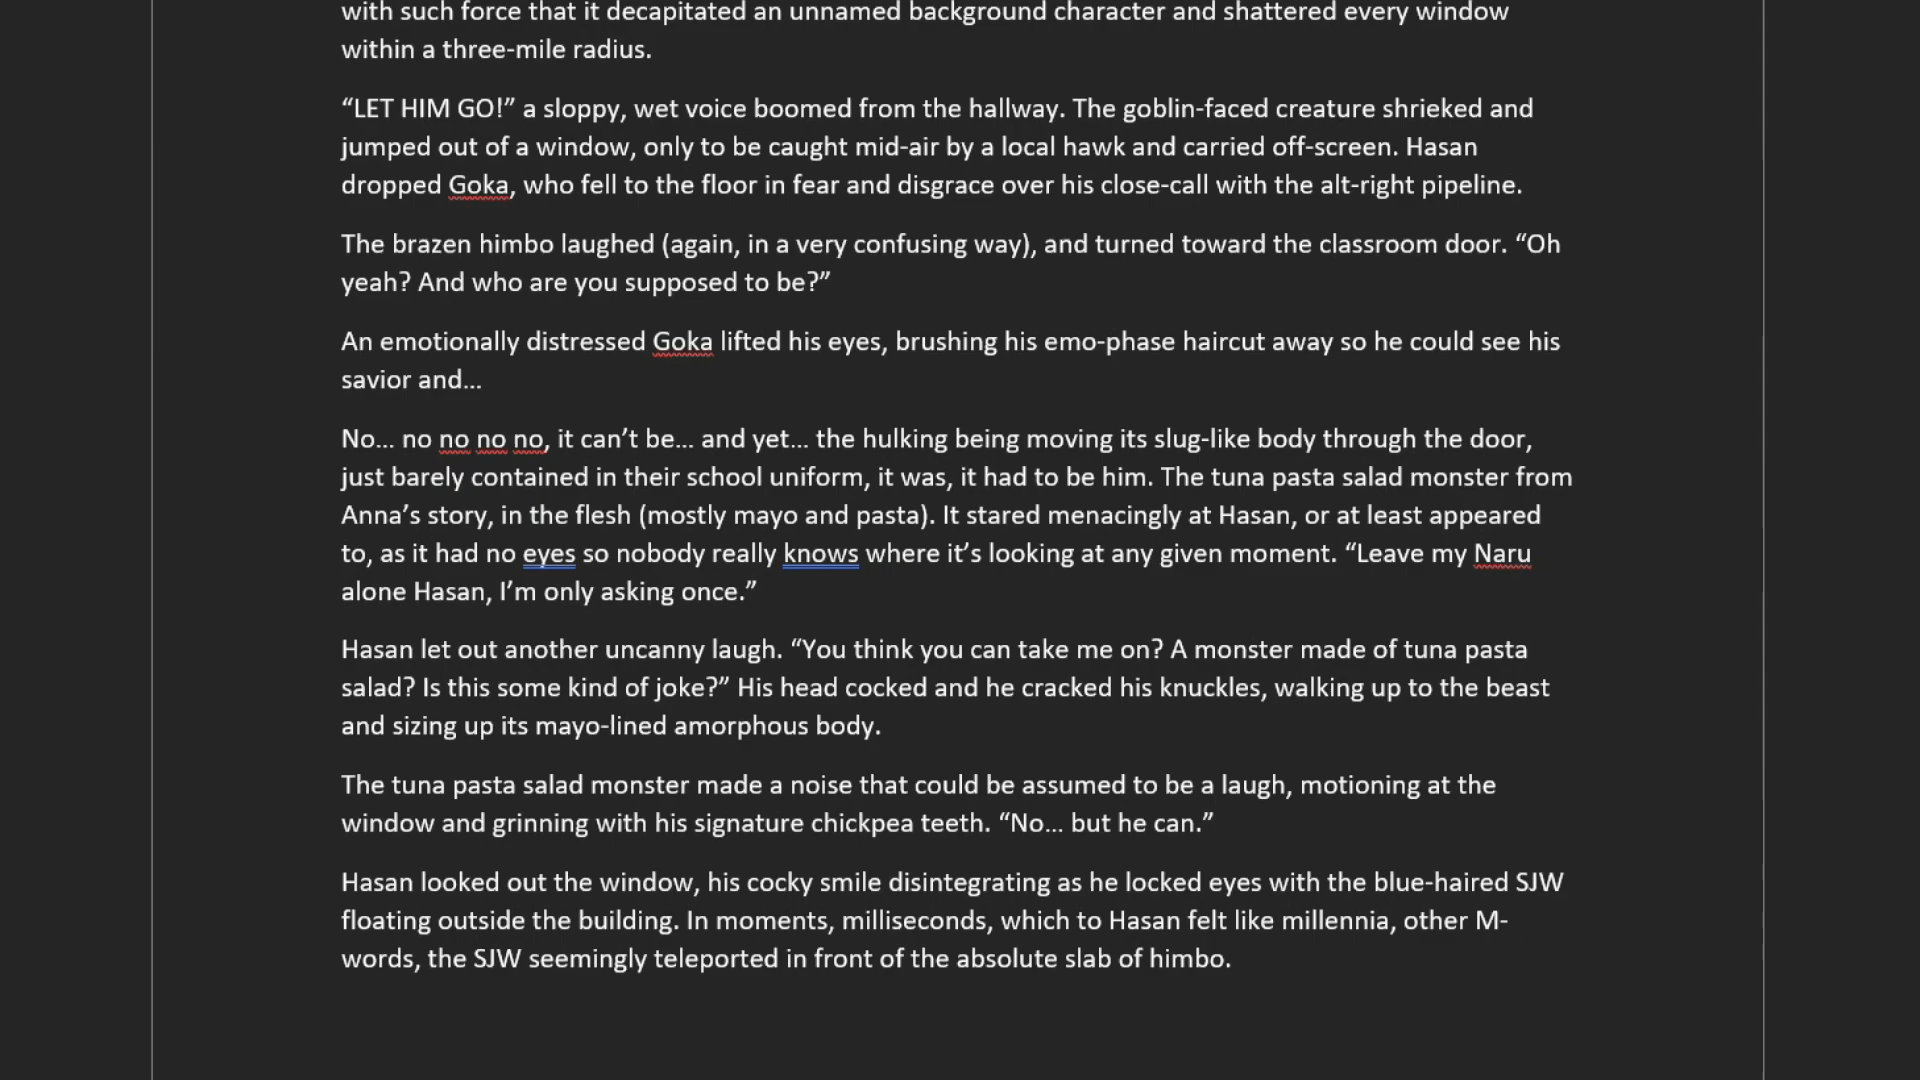 with such force that it decapitated an unnamed background character and shattered every window
within a three-mile radius.
“LET HIM GO!” a sloppy, wet voice boomed from the hallway. The goblin-faced creature shrieked and
jumped out of a window, only to be caught mid-air by a local hawk and carried off-screen. Hasan
dropped Goka, who fell to the floor in fear and disgrace over his close-call with the alt-right pipeline.
The brazen himbo laughed (again, in a very confusing way), and turned toward the classroom door. “Oh
yeah? And who are you supposed to be?”
An emotionally distressed Goka lifted his eyes, brushing his emo-phase haircut away so he could see his
savior and…
No… no no no no, it can’t be… and yet… the hulking being moving its slug-like body through the door,
just barely contained in their school uniform, it was, it had to be him. The tuna pasta salad monster from
Anna’s story, in the flesh (mostly mayo and pasta). It stared menacingly at Hasan, or at least appeared
to, as it had no eyes so nobody really knows where it’s looking at any given moment. “Leave my Naru
alone Hasan, I’m only asking once.”
Hasan let out another uncanny laugh. “You think you can take me on? A monster made of tuna pasta
salad? Is this some kind of joke?” His head cocked and he cracked his knuckles, walking up to the beast
and sizing up its mayo-lined amorphous body.
The tuna pasta salad monster made a noise that could be assumed to be a laugh, motioning at the
window and grinning with his signature chickpea teeth. “No… but he can.”
Hasan looked out the window, his cocky smile disintegrating as he locked eyes with the blue-haired SJW
floating outside the building. In moments, milliseconds, which to Hasan felt like millennia, other M-
words, the SJW seemingly teleported in front of the absolute slab of himbo.